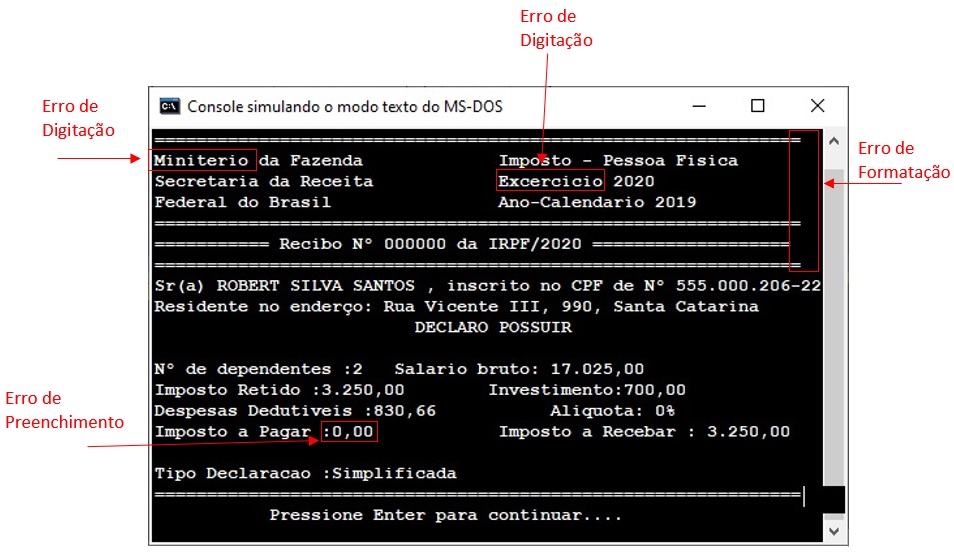 Erro de
Digitação
Console simulando o modo texto do MS-DOS
Erro de
Digitação
Erro de
Formatação
===============================================================
Miniterio da Fazenda Imposto - Pessoa Fisica
Secretaria da Receita Excercicio 2020
Federal do Brasil Ano-Calendario 2019
===============================================================
=========== Recibo N° 000000 da IRPF/2020 ===================
===============================================================
Sr(a) ROBERT SILVA SANTOS , inscrito no CPF de N° 555.000.206-22
Residente no enderço: Rua Vicente III, 990, Santa Catarina
DECLARO POSSUIR
N° de dependentes :2 Salario bruto: 17.025,00
Imposto Retido :3.250,00 Investimento:700,00
Despesas Dedutiveis :830,66 Aliquota: 0%
Erro de
Preenchimento
Imposto a Pagar :0,00 Imposto a Recebar : 3.250,00
Tipo Declaracao :Simplificada
===============================================================
Pressione Enter para continuar....